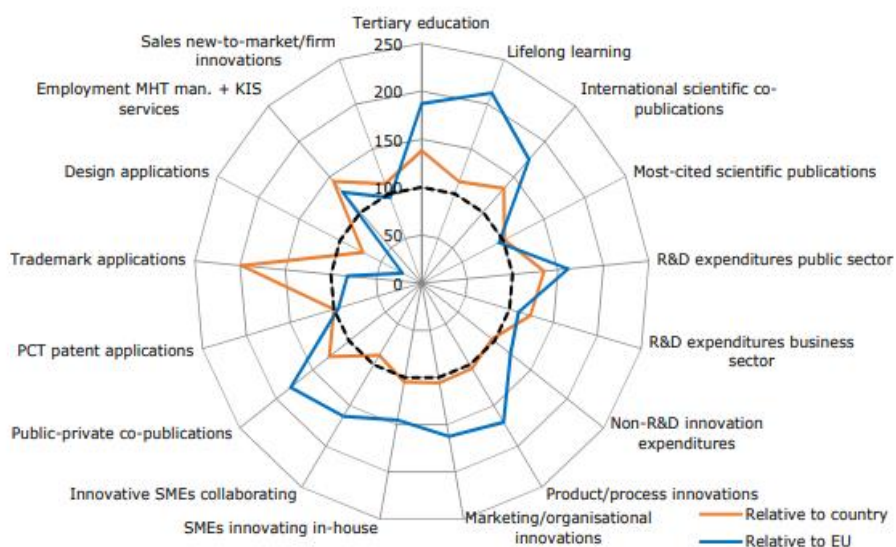 Tertiary education
250
200
150
100
50
0
Lifelong learning
International scientific co-
publications
Most-cited scientific publications
R&D expenditures public sector
R&D expenditures business
sector
Non-R&D innovation
expenditures
Product/process innovations
Marketing/organisational
innovations
SMEs innovating in-house
Innovative SMEs collaborating
Public-private co-publications
PCT patent applications
Trademark applications
Design applications
Employment MHT man. + KIS
services
Sales new-to-market/firm
innovations
Relative to country
Relative to EU